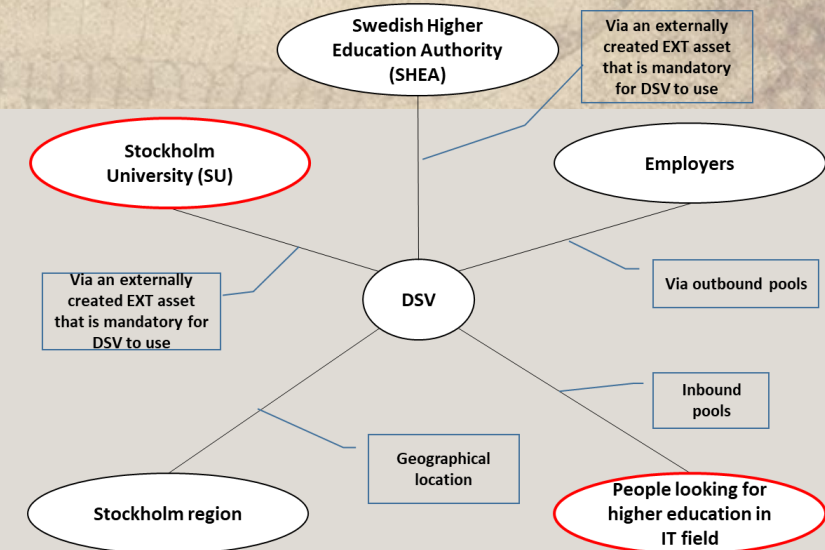 Swedish Higher
Education Authority
(SHEA)
Via an externally
created EXT asset
that is mandatory
for DSV to use
Stockholm
University (SU)
Employers
Via an externally
created EXT asset
that is mandatory for
DSV to use
DSV
Via outbound pools
Inbound
pools
Geographical
location
Stockholm region
People looking for
higher education in
IT field